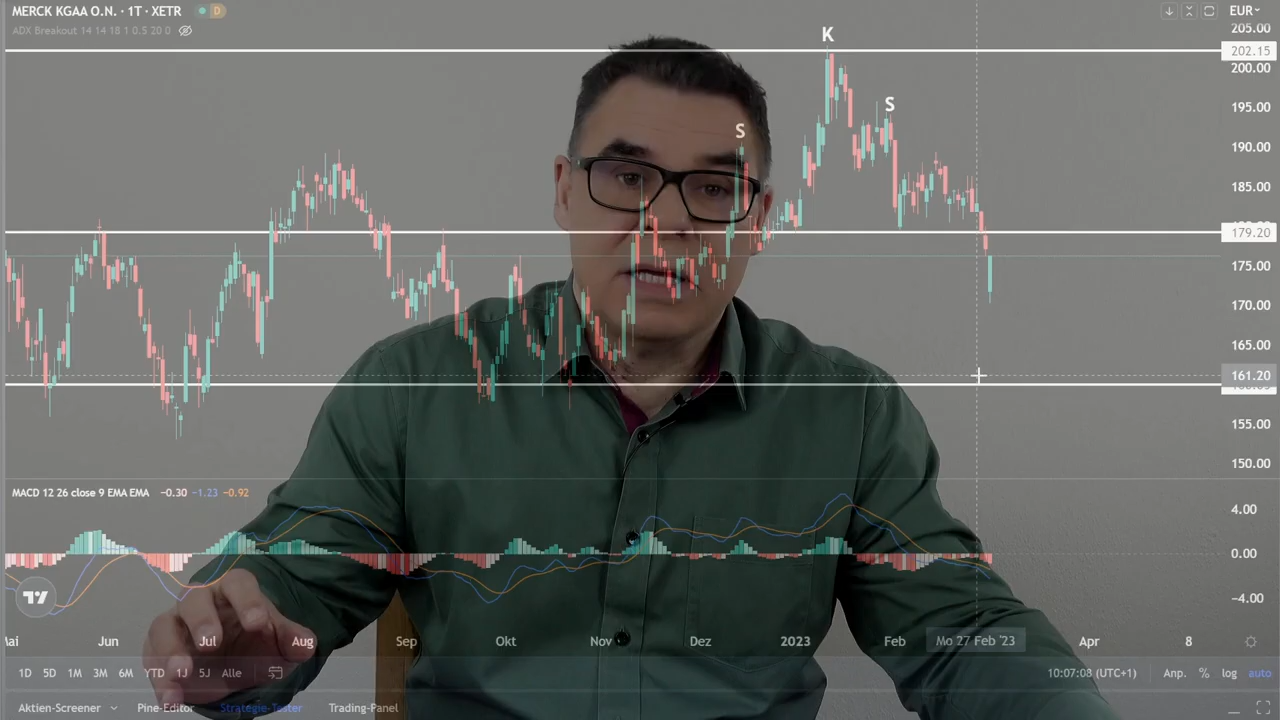 MERCK KGAA O.N. · 1T · XETR D
ADX Breakout 14 14 18 1 0.5 20 0
EUR
205.00
202.15
200.00
195.00
190.00
185.00
179.20
175.00
170.00
165.00
161.20
155.00
150.00
K
S
S
MACD 12 26 close 9 EMA EMA −0.30 −1.23 −0.92
4.00
0.00
−4.00
Jun Jul Aug Sep Okt Nov Dez 2023 Feb Mo 27 Feb '23 Apr 8
1D 5D 1M 3M 6M YTD 1J 5J Alle 10:07:08 (UTC+1) Anp. % log auto
Aktien-Screener Pine-Editor Strategie-Tester Trading-Panel